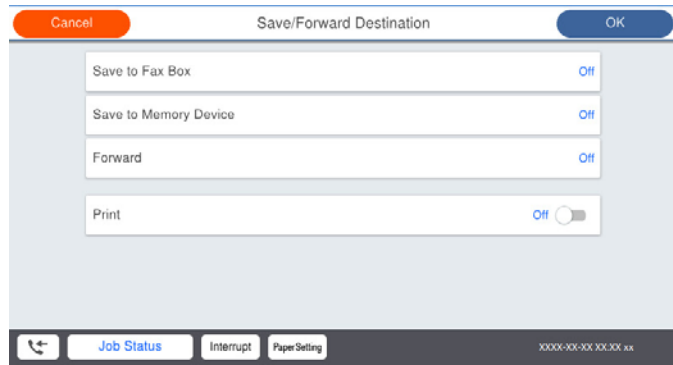 Cancel Save/Forward Destination OK
Save to Fax Box Off
Save to Memory Device Off
Forward Off
Print Off
Job Status Interrupt Paper Setting XXXX-XX-XX XX:XX xx